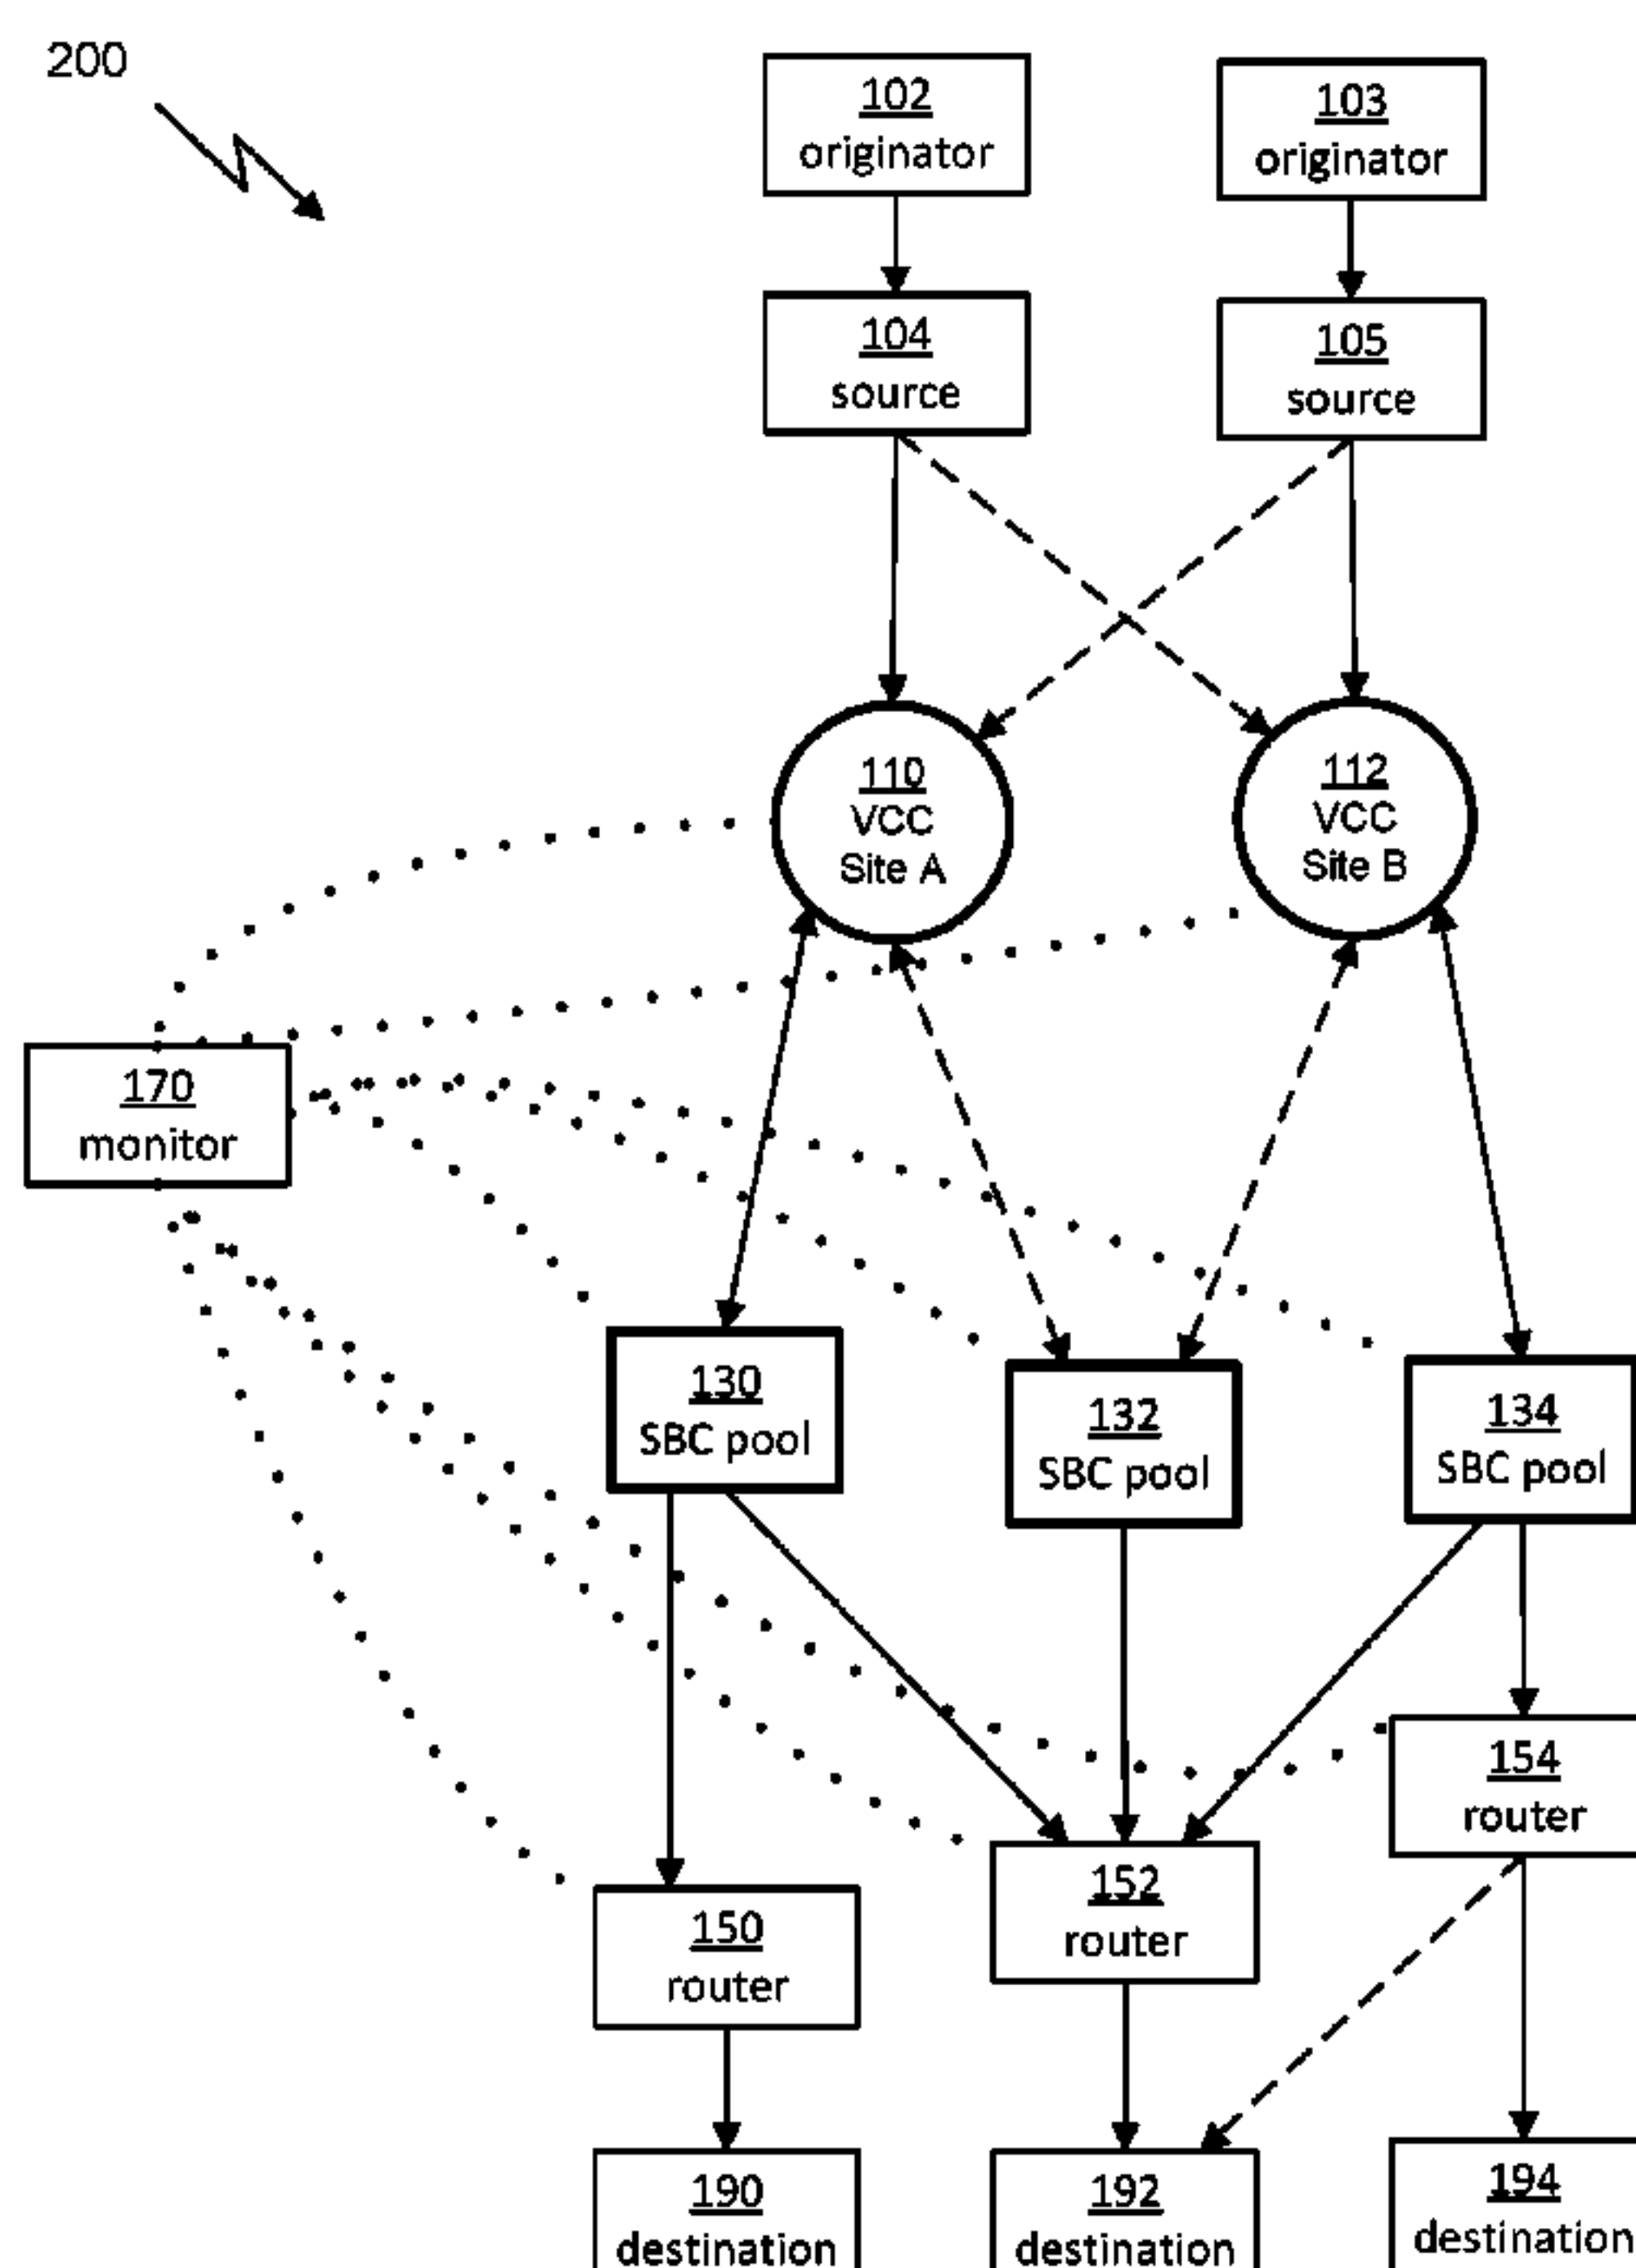 200
102
originator
103
originator
104
source
105
source
110
VCC
Site A
112
VCC
Site B
170
monitor
130
SBC pool
132
SBC pool
134
SBC pool
154
router
152
router
150
router
190
destination
192
destination
194
destination